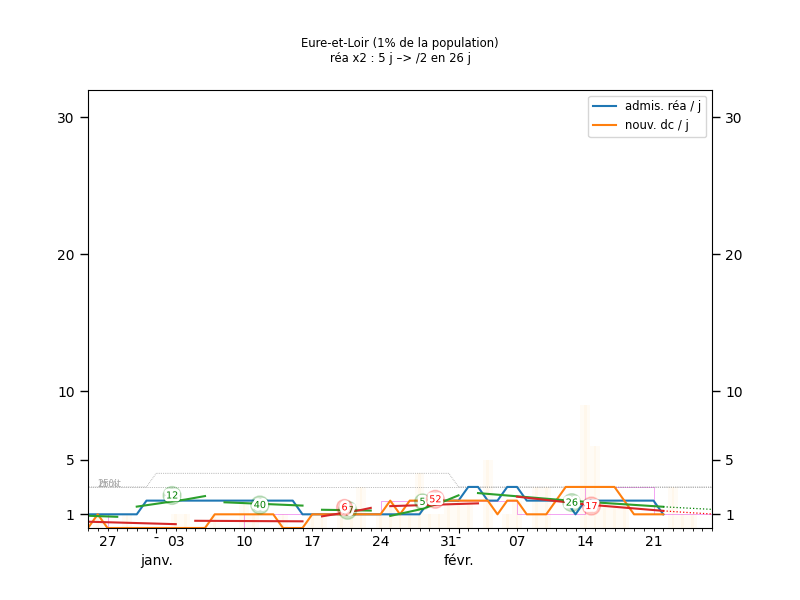 Eure-et-Loir (1% de la population)
réa x2 : 5 j –> /2 en 26 j
admis. réa / j
nouv. dc / j
30 30
20 20
10 10
5 5
1 1
12 40 6 5 52 26 17
27 03 10 17 24 31 07 14 21
janv. févr.